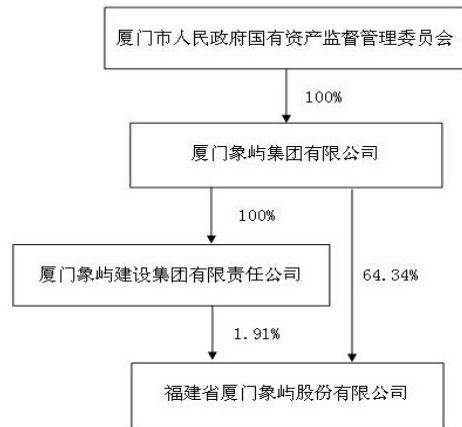 厦门市人民政府国有资产监督管理委员会
100%
厦门象屿集团有限公司
100%
厦门象屿建设集团有限责任公司
64.34%
1.91%
福建省厦门象屿股份有限公司